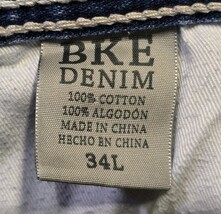 BKE
DENIM
100% COTTON
100% ALGODÓN
MADE IN CHINA
HECHO EN CHINA
34L